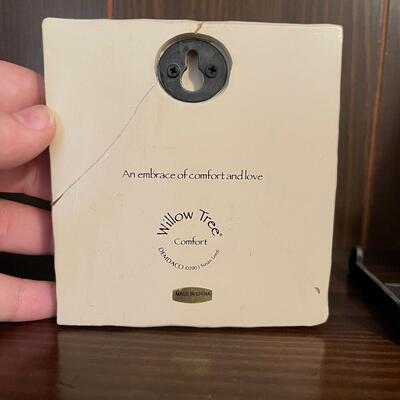 An embrace of comfort and love
Willow Tree®
Comfort
DEMDACO ©2003 Susan Lordi
MADE IN CHINA